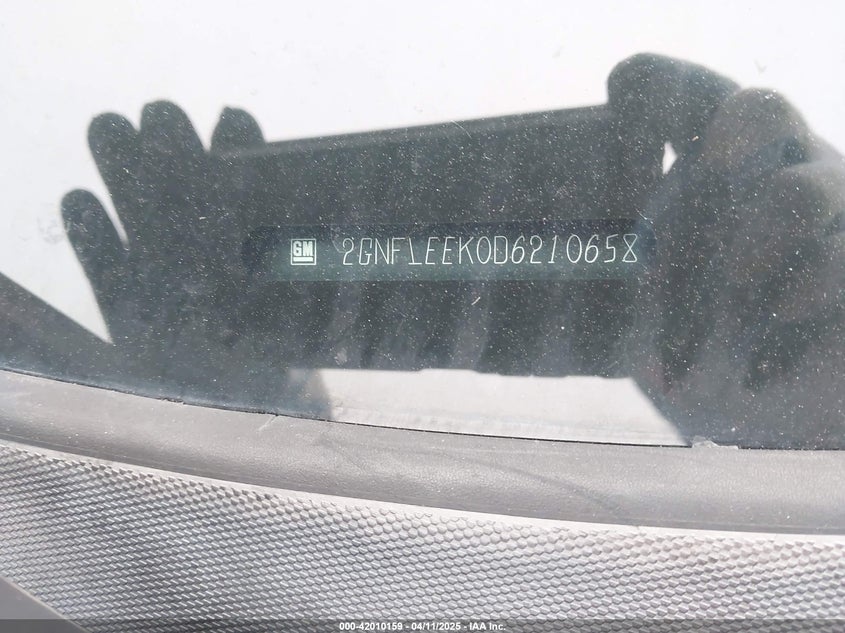 GM 2GNFLEEK0D6210658
000-42010159 - 04/11/2025 - IAA Inc.